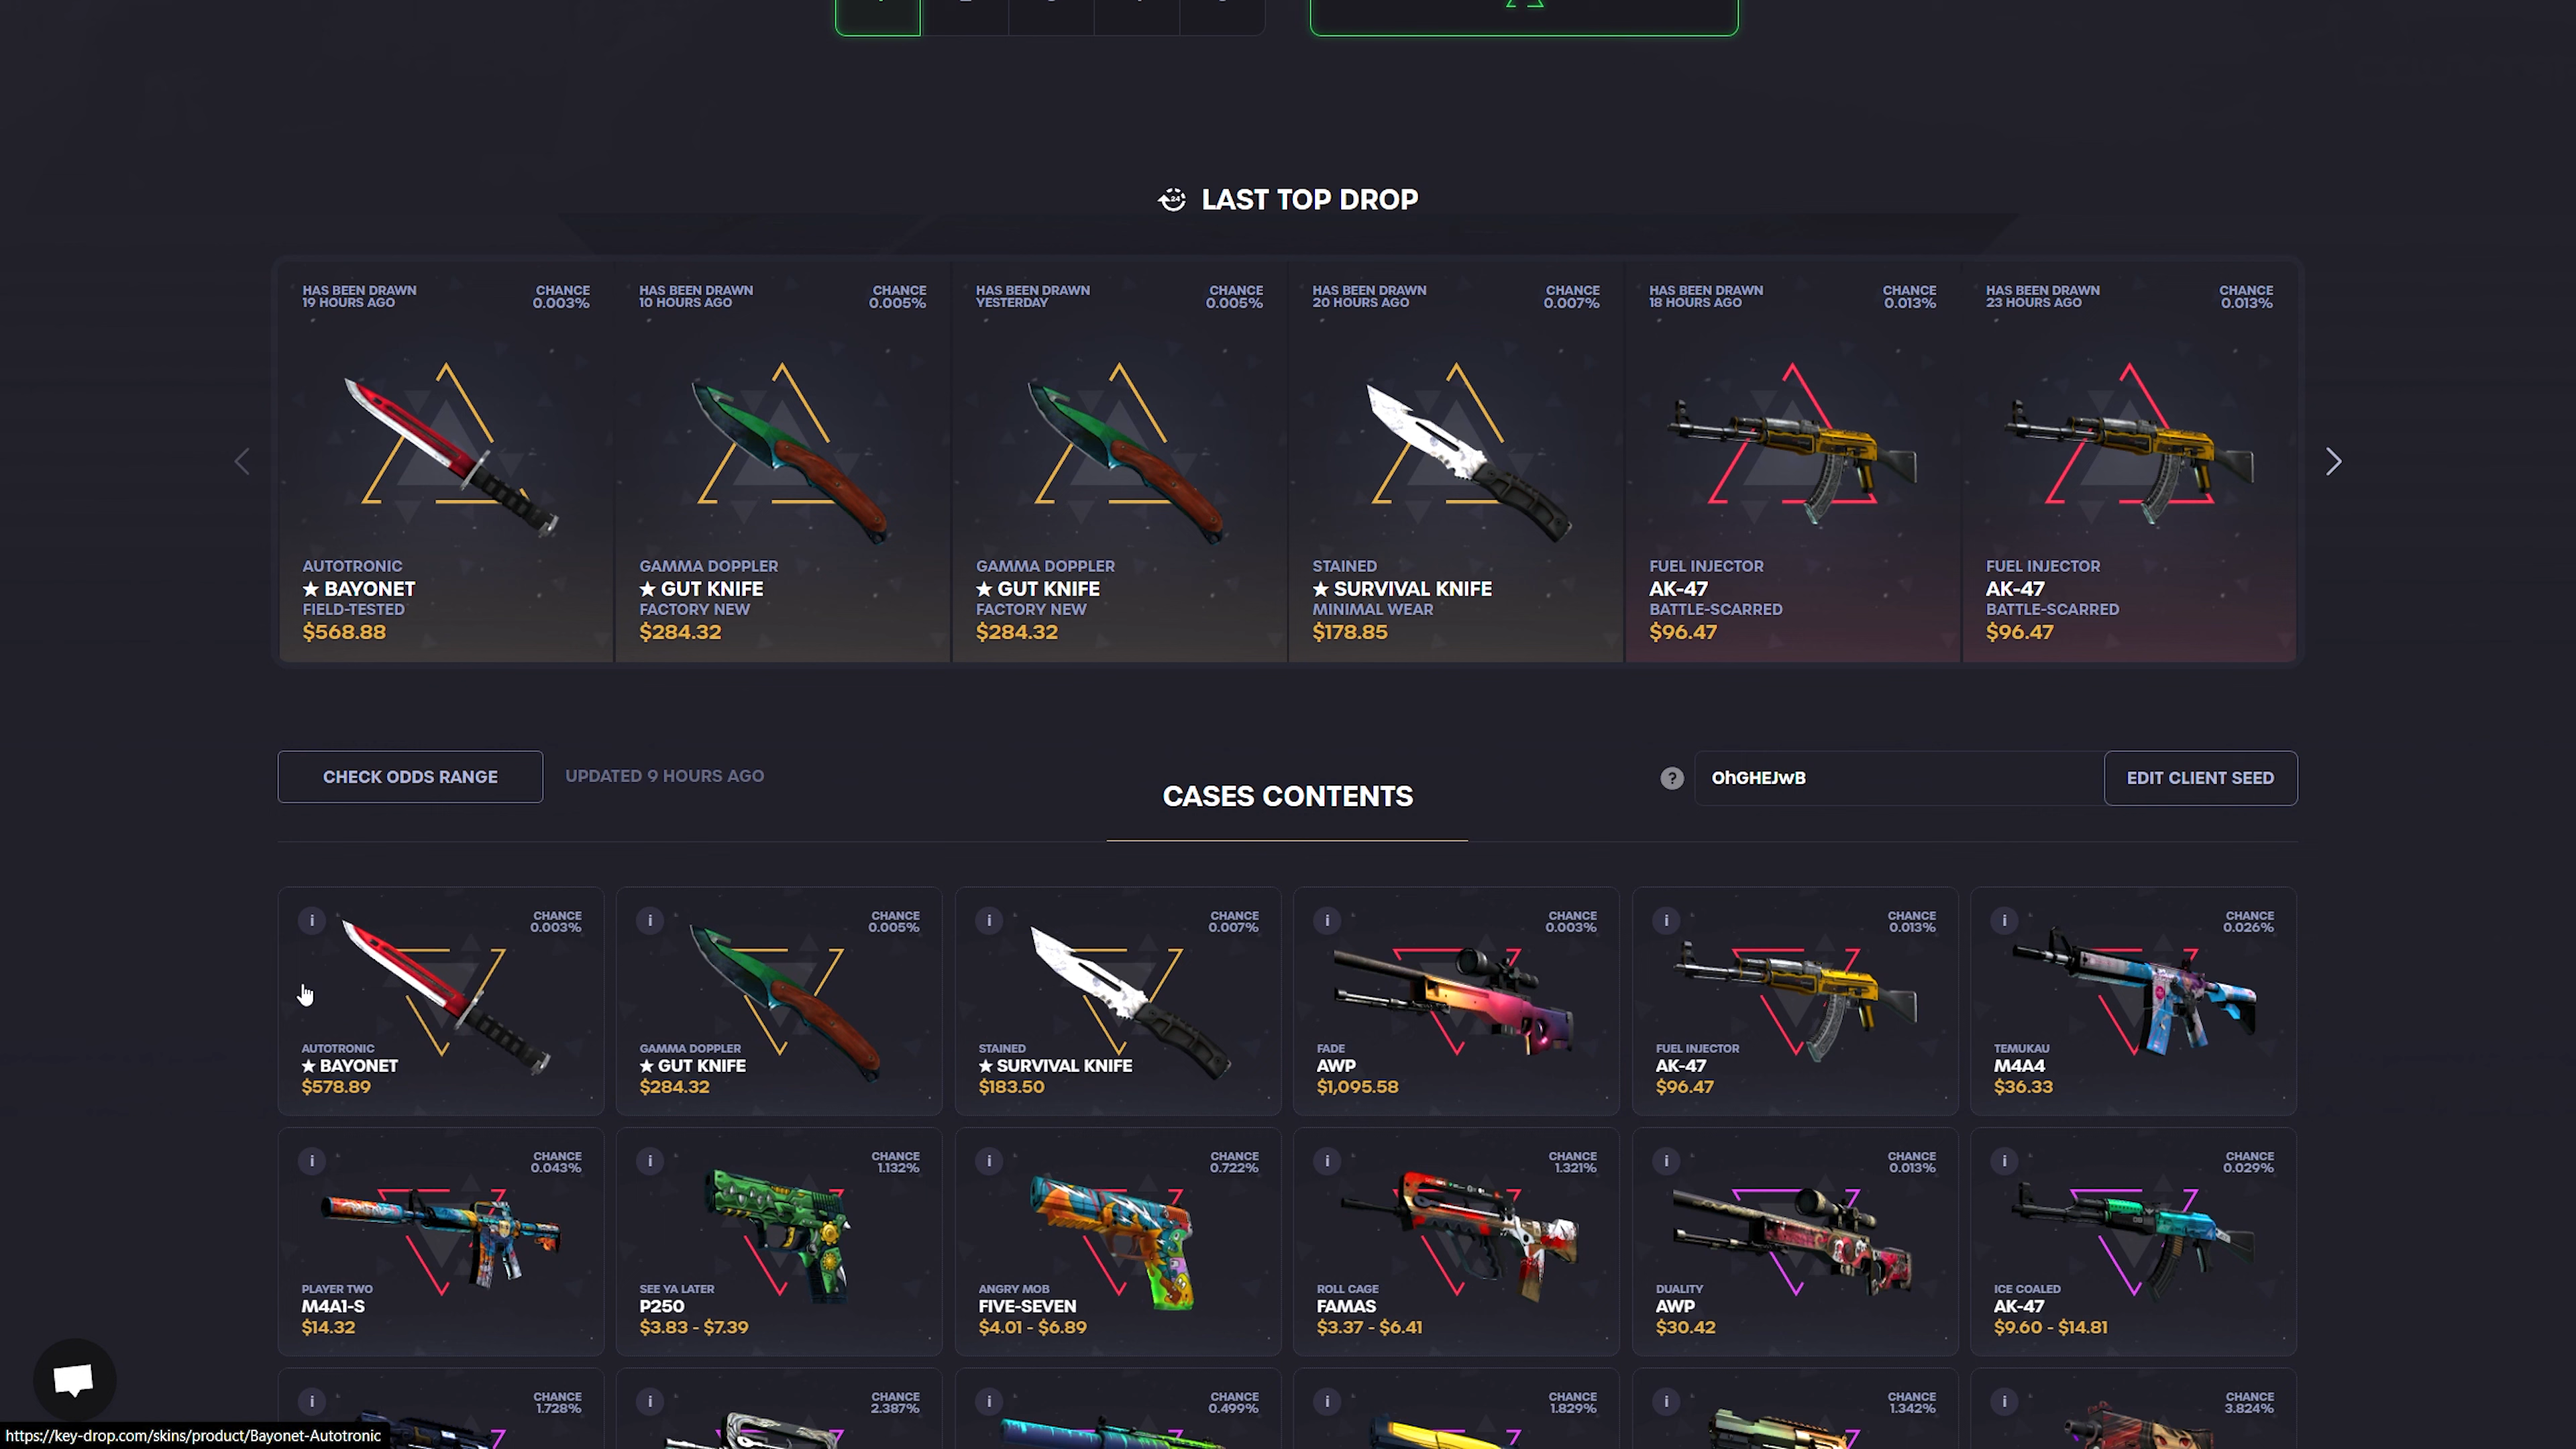 LAST TOP DROP
HAS BEEN DRAWN
19 HOURS AGO
CHANCE
0.003%
AUTOTRONIC
★ BAYONET
FIELD-TESTED
$568.88
HAS BEEN DRAWN
10 HOURS AGO
CHANCE
0.005%
GAMMA DOPPLER
★ GUT KNIFE
FACTORY NEW
$284.32
HAS BEEN DRAWN
YESTERDAY
CHANCE
0.005%
GAMMA DOPPLER
★ GUT KNIFE
FACTORY NEW
$284.32
HAS BEEN DRAWN
20 HOURS AGO
CHANCE
0.007%
STAINED
★ SURVIVAL KNIFE
MINIMAL WEAR
$178.85
HAS BEEN DRAWN
18 HOURS AGO
CHANCE
0.013%
FUEL INJECTOR
AK-47
BATTLE-SCARRED
$96.47
HAS BEEN DRAWN
23 HOURS AGO
CHANCE
0.013%
FUEL INJECTOR
AK-47
BATTLE-SCARRED
$96.47
CHECK ODDS RANGE
UPDATED 9 HOURS AGO
CASES CONTENTS
?
OhGHEJwB
EDIT CLIENT SEED
i
CHANCE
0.003%
AUTOTRONIC
★ BAYONET
$578.89
i
CHANCE
0.005%
GAMMA DOPPLER
★ GUT KNIFE
$284.32
i
CHANCE
0.007%
STAINED
★ SURVIVAL KNIFE
$183.50
i
CHANCE
0.003%
FADE
AWP
$1,095.58
i
CHANCE
0.013%
FUEL INJECTOR
AK-47
$96.47
i
CHANCE
0.026%
TEMUKAU
M4A4
$36.33
i
CHANCE
0.043%
PLAYER TWO
M4A1-S
$14.32
i
CHANCE
1.132%
SEE YA LATER
P250
$3.83 - $7.39
i
CHANCE
0.722%
ANGRY MOB
FIVE-SEVEN
$4.01 - $6.89
i
CHANCE
1.321%
ROLL CAGE
FAMAS
$3.37 - $6.41
i
CHANCE
0.013%
DUALITY
AWP
$30.42
i
CHANCE
0.029%
ICE COALED
AK-47
$9.60 - $14.81
i
CHANCE
1.728%
i
CHANCE
2.387%
i
CHANCE
0.499%
i
CHANCE
1.829%
i
CHANCE
1.342%
i
CHANCE
3.824%
https://key-drop.com/skins/product/Bayonet-Autotronic